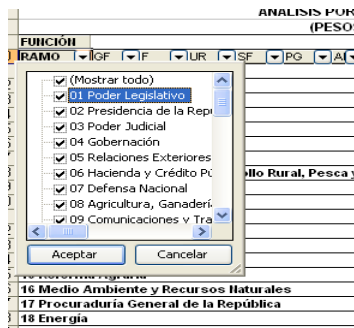 ANALISIS POR
(PESO
FUNCIÓN
RAMO GF F UR SF PG A
(Mostrar todo)
01 Poder Legislativo
02 Presidencia de la Repú
03 Poder Judicial
04 Gobernación
05 Relaciones Exteriores
06 Hacienda y Crédito Pú
llo Rural, Pesca y
07 Defensa Nacional
08 Agricultura, Ganaderí
09 Comunicaciones y Tra
Aceptar Cancelar
16 Medio Ambiente y Recursos Naturales
17 Procuraduría General de la República
18 Energía